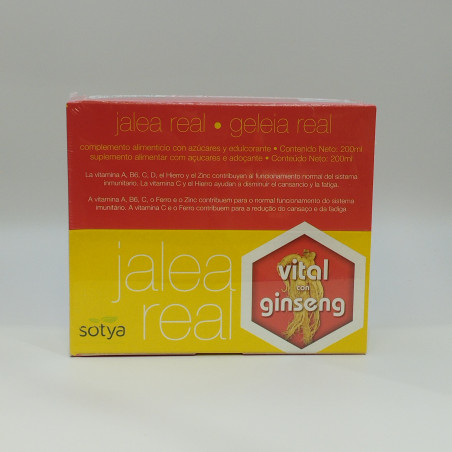 jalea real • geleia real
complemento alimenticio con azúcares y edulcorante • Contenido Neto: 200ml
suplemento alimentar com açucares e adoçante • Conteúdo Neto: 200ml
La vitamina A, B6, C, D, el Hierro y el Zinc contribuyen al funcionamiento normal del sistema
inmunitario. La vitamina C y el Hierro ayudan a disminuir el cansancio y la fatiga.
A vitamina A, B6, C, o Ferro e o Zinco contribuem para o normal funcionamento do sistema
imunitário. A vitamina C e o Ferro contribuem para a redução do cansaço e da fadiga
jalea
real
vital
con
ginseng
sotya